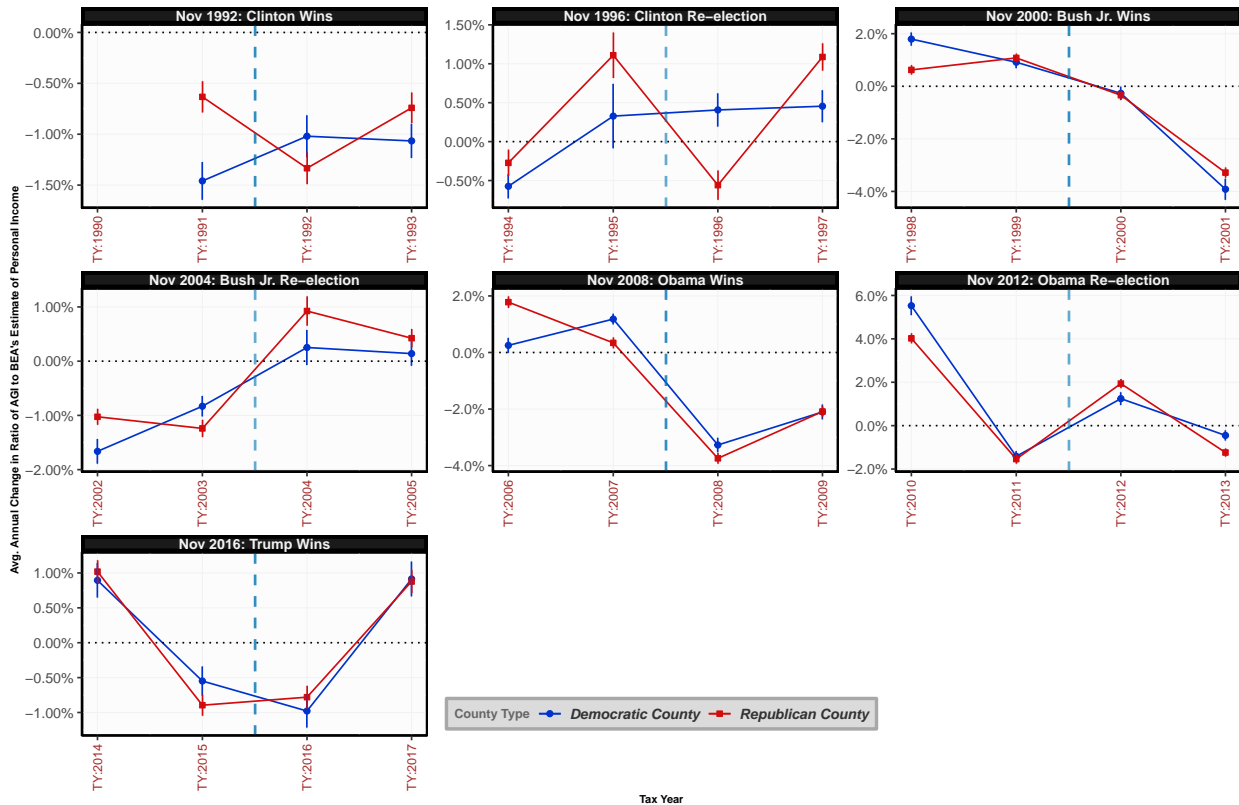 Avg. Annual Change in Ratio of AGI to BEA's Estimate of Personal Income
Nov 1992: Clinton Wins
0.00%
−0.50%
−1.00%
−1.50%
TY:1990
TY:1991
TY:1992
TY:1993
Nov 1996: Clinton Re−election
1.50%
1.00%
0.50%
0.00%
−0.50%
TY:1994
TY:1995
TY:1996
TY:1997
Nov 2000: Bush Jr. Wins
2.0%
0.0%
−2.0%
−4.0%
TY:1998
TY:1999
TY:2000
TY:2001
Nov 2004: Bush Jr. Re−election
1.00%
0.00%
−1.00%
−2.00%
TY:2002
TY:2003
TY:2004
TY:2005
Nov 2008: Obama Wins
2.0%
0.0%
−2.0%
−4.0%
TY:2006
TY:2007
TY:2008
TY:2009
Nov 2012: Obama Re−election
6.0%
4.0%
2.0%
0.0%
−2.0%
TY:2010
TY:2011
TY:2012
TY:2013
Nov 2016: Trump Wins
1.00%
0.50%
0.00%
−0.50%
−1.00%
TY:2014
TY:2015
TY:2016
TY:2017
County Type Democratic County Republican County
Tax Year